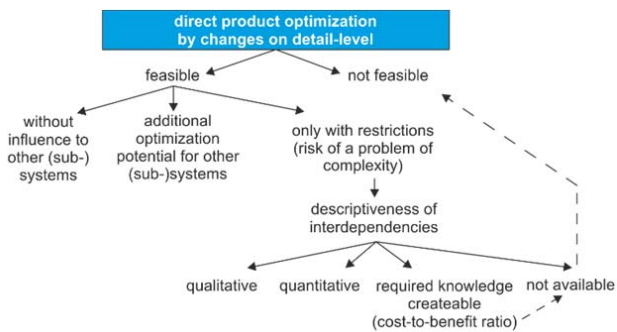 direct product optimization
by changes on detail-level
feasible
not feasible
without
influence to
other (sub-)
systems
additional
optimization
potential for other
(sub-)systems
only with restrictions
(risk of a problem of
complexity)
descriptiveness of
interdependencies
qualitative
quantitative
required knowledge
createable
(cost-to-benefit ratio)
not available